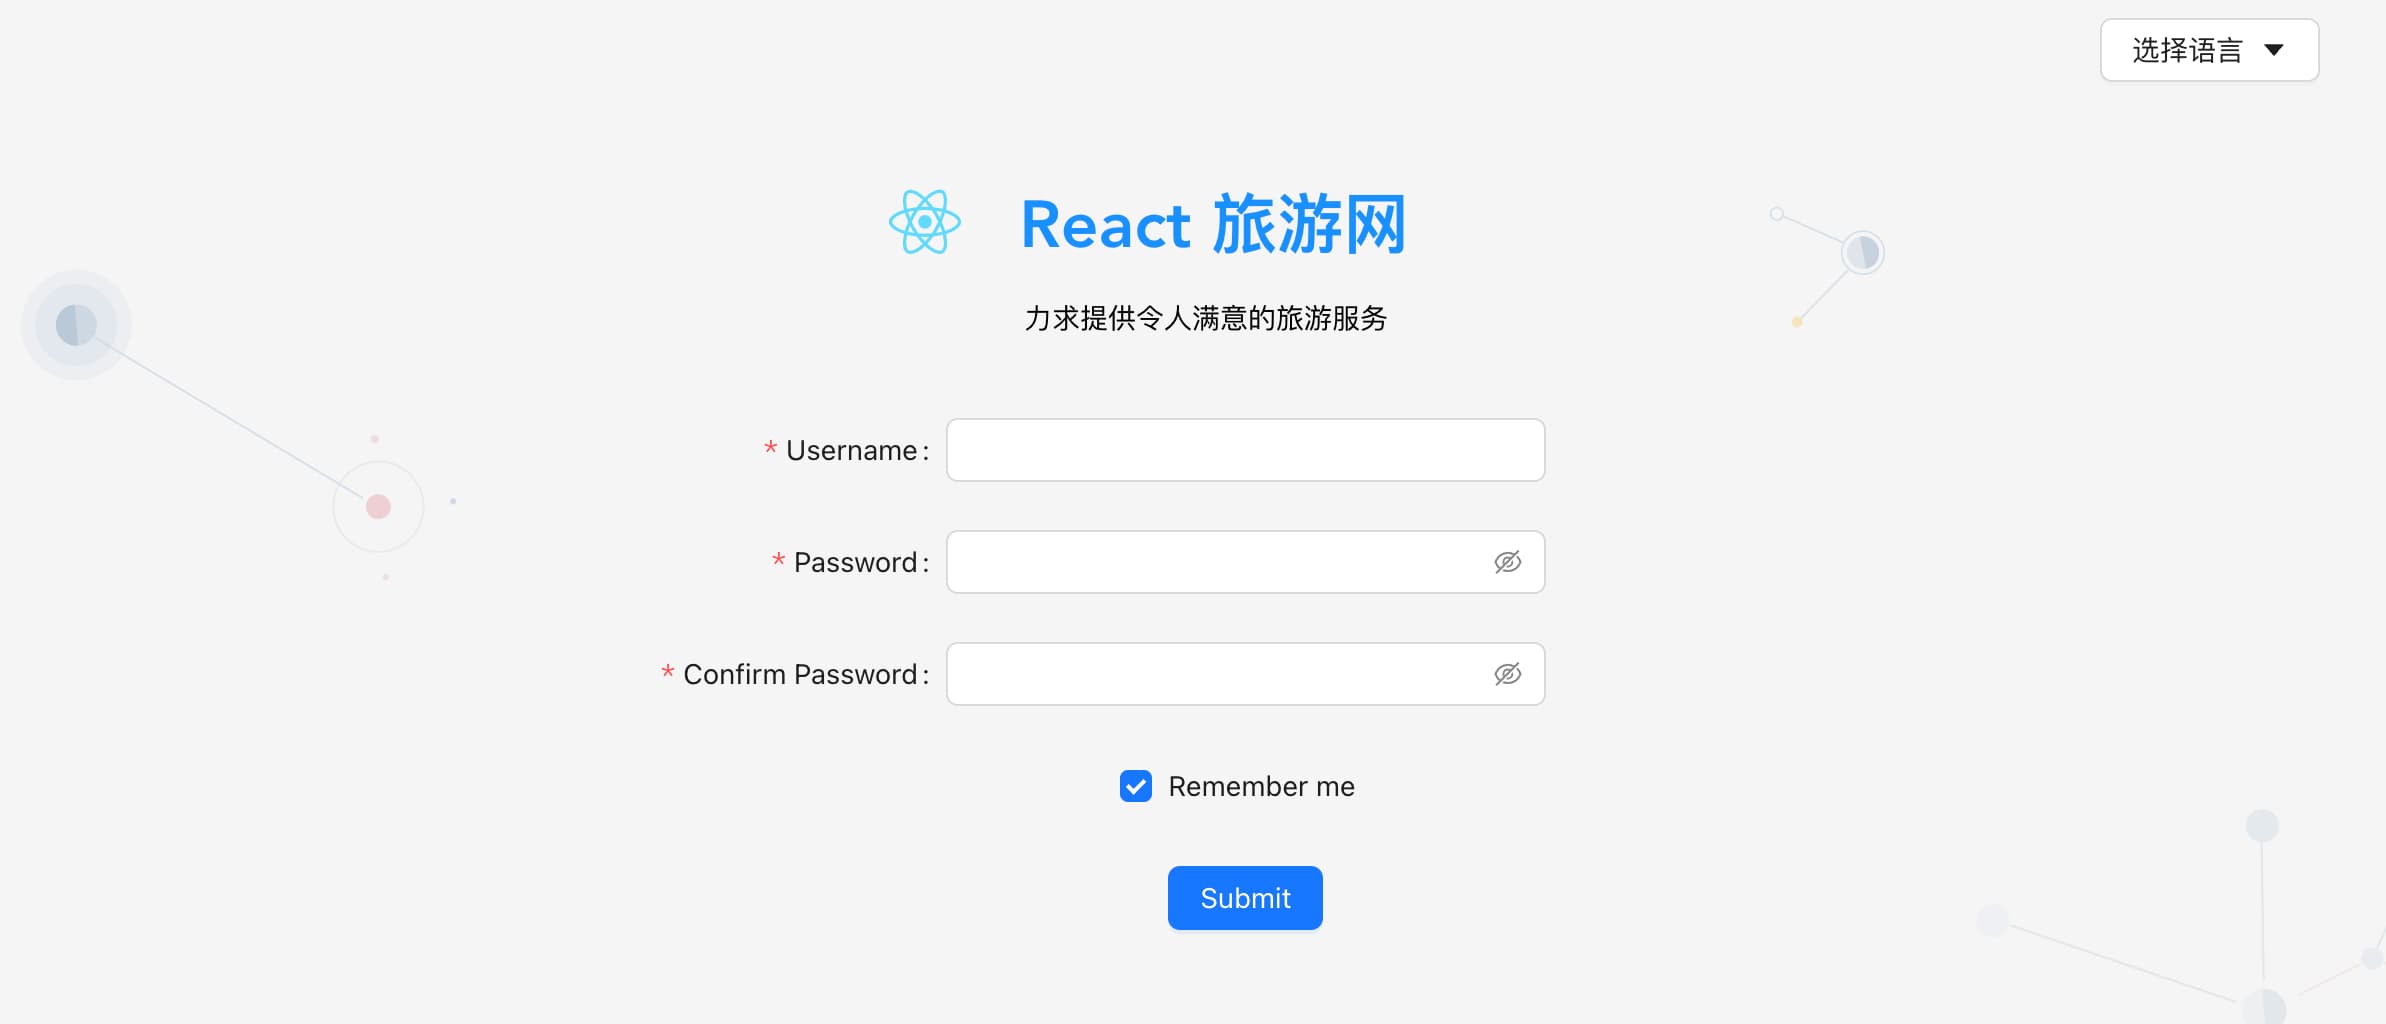 选择语言
React 旅游网
力求提供令人满意的旅游服务
* Username:
* Password:
* Confirm Password:
Remember me
Submit